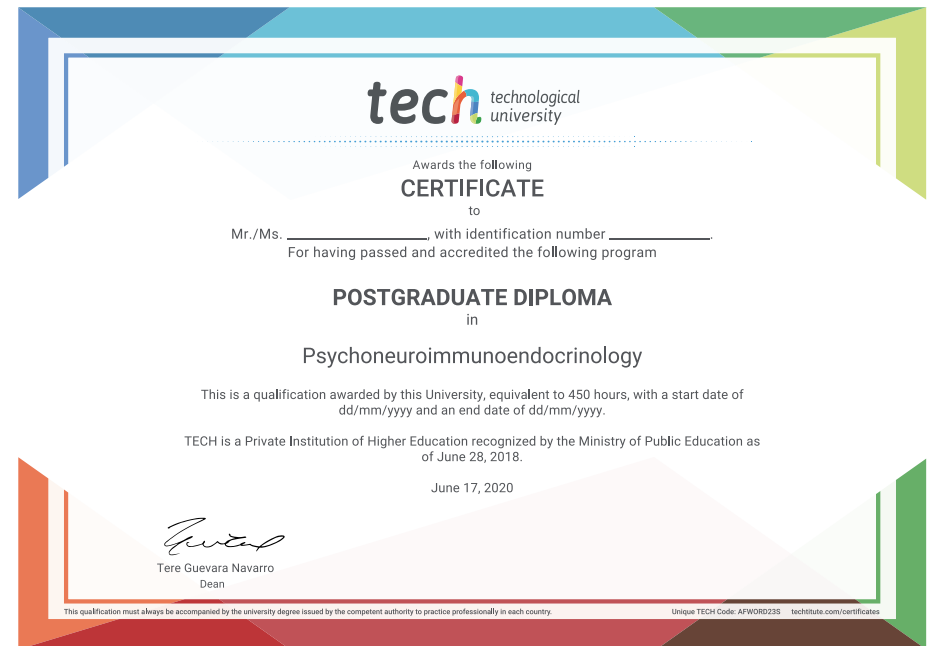 tech technological
university
Awards the following
CERTIFICATE
to
Mr./Ms. ____________________, with identification number ______________.
For having passed and accredited the following program
POSTGRADUATE DIPLOMA
in
Psychoneuroimmunoendocrinology
This is a qualification awarded by this University, equivalent to 450 hours, with a start date of
dd/mm/yyyy and an end date of dd/mm/yyyy.
TECH is a Private Institution of Higher Education recognized by the Ministry of Public Education as
of June 28, 2018.
June 17, 2020
Tere Guevara Navarro
Dean
This qualification must always be accompanied by the university degree issued by the competent authority to practice professionally in each country.
Unique TECH Code: AFWORD23S techtitute.com/certificates